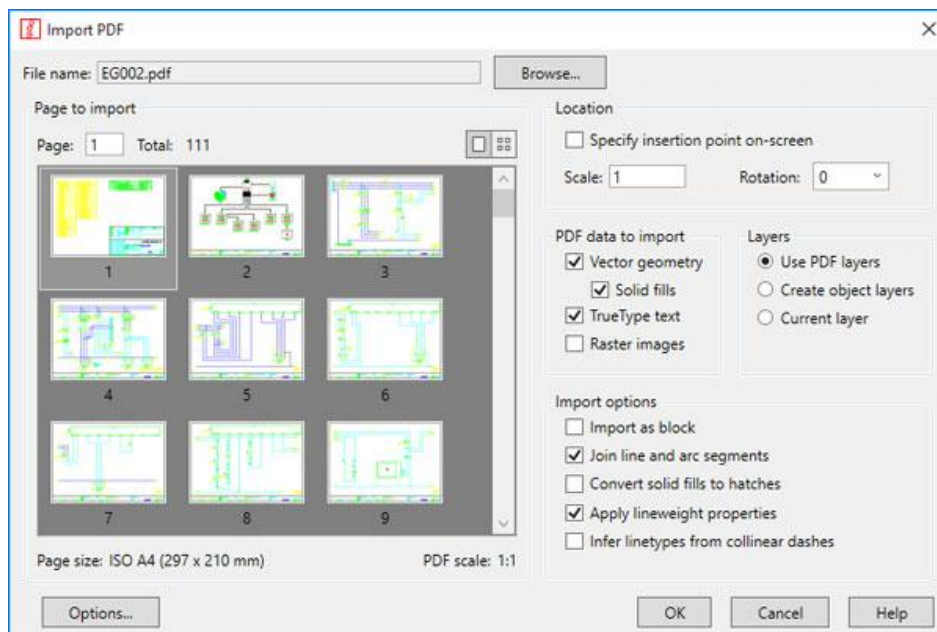 Import PDF
File name: EG002.pdf Browse...
Page to import
Page: 1 Total: 111
1 2 3
4 5 6
7 8 9
Page size: ISO A4 (297 x 210 mm) PDF scale: 1:1
Location
Specify insertion point on-screen
Scale: 1 Rotation: 0
PDF data to import
Vector geometry
Solid fills
TrueType text
Raster images
Layers
Use PDF layers
Create object layers
Current layer
Import options
Import as block
Join line and arc segments
Convert solid fills to hatches
Apply lineweight properties
Infer linetypes from collinear dashes
Options... OK Cancel Help